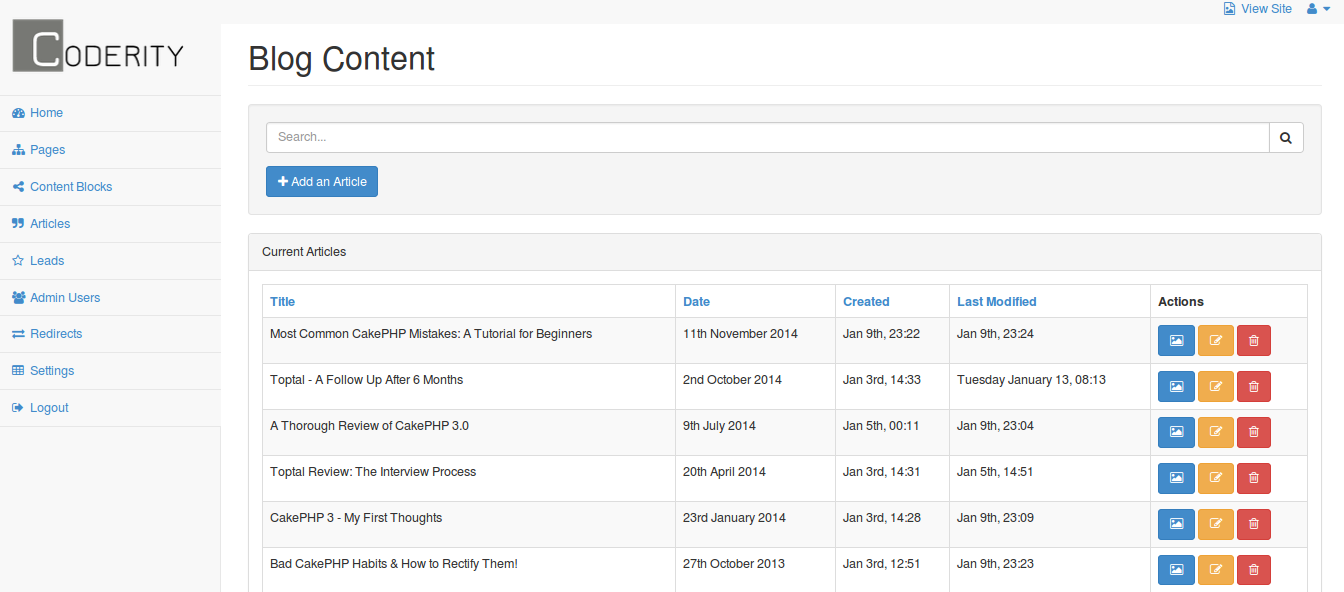 View Site
CODERITY
Home
Pages
Content Blocks
Articles
Leads
Admin Users
Redirects
Settings
Logout
Blog Content
Search...
Add an Article
Current Articles
Title Date Created Last Modified Actions
Most Common CakePHP Mistakes: A Tutorial for Beginners 11th November 2014 Jan 9th, 23:22 Jan 9th, 23:24
Toptal - A Follow Up After 6 Months 2nd October 2014 Jan 3rd, 14:33 Tuesday January 13, 08:13
A Thorough Review of CakePHP 3.0 9th July 2014 Jan 5th, 00:11 Jan 9th, 23:04
Toptal Review: The Interview Process 20th April 2014 Jan 3rd, 14:31 Jan 5th, 14:51
CakePHP 3 - My First Thoughts 23rd January 2014 Jan 3rd, 14:28 Jan 9th, 23:09
Bad CakePHP Habits & How to Rectify Them! 27th October 2013 Jan 3rd, 12:51 Jan 9th, 23:23